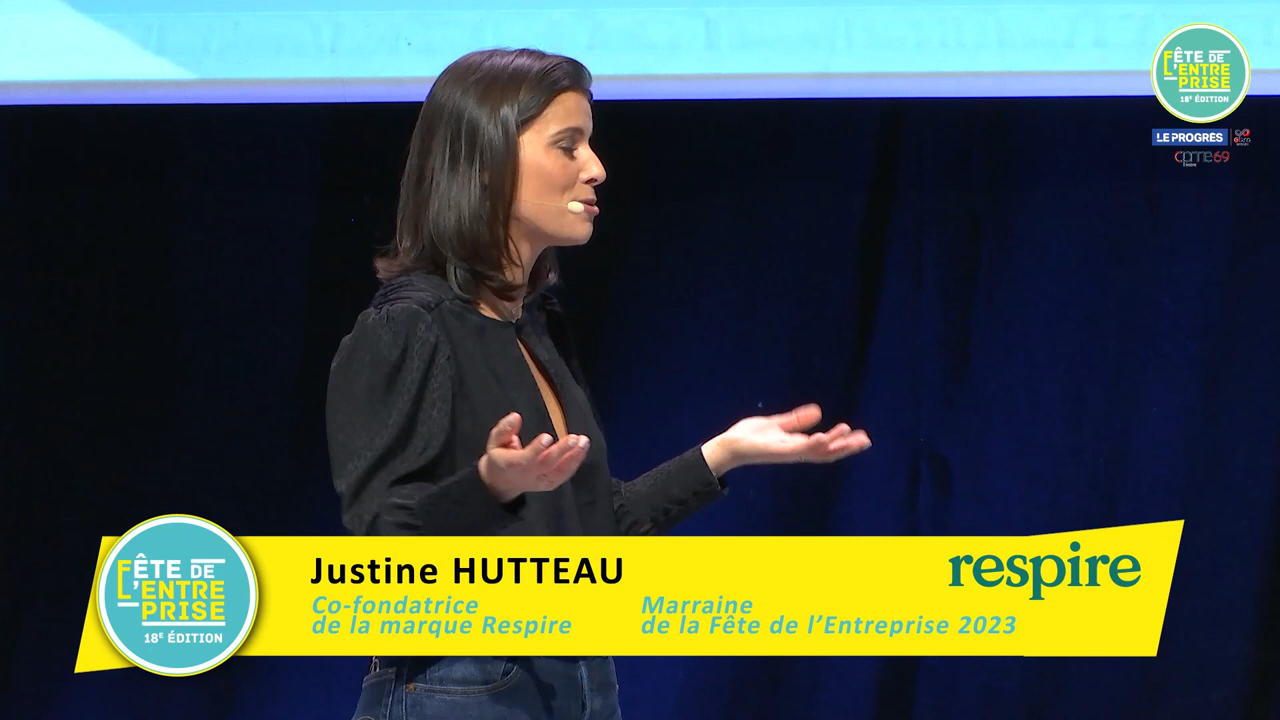 FÊTE DE
L'ENTRE
PRISE
18E ÉDITION
LE PROGRÈS
cpme69
Justine HUTTEAU
respire
Co-fondatrice
de la marque Respire
Marraine
de la Fête de l'Entreprise 2023
FÊTE DE
L'ENTRE
PRISE
18E ÉDITION